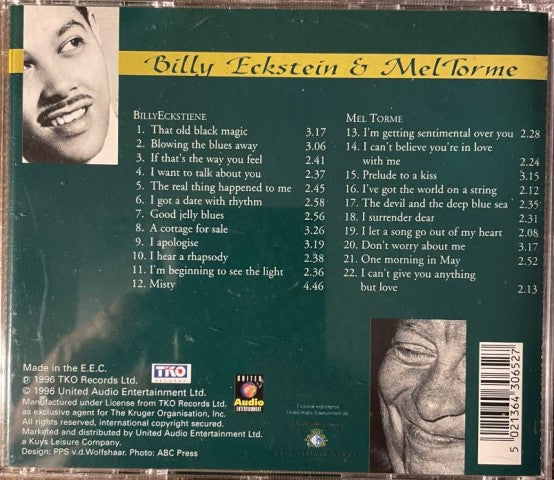 Billy Eckstein & Mel Torme
BillyEckstiene
1. That old black magic 3.17
2. Blowing the blues away 3.06
3. If that's the way you feel 2.41
4. I want to talk about you 2.37
5. The real thing happened to me 2.45
6. I got a date with rhythm 2.58
7. Good jelly blues 2.56
8. A cottage for sale 3.26
9. I apologise 3.19
10. I hear a rhapsody 2.38
11. I'm beginning to see the light 2.36
12. Misty 4.46
Mel Torme
13. I'm getting sentimental over you 2.28
14. I can't believe you're in love
with me 2.24
15. Prelude to a kiss 3.15
16. I've got the world on a string 2.12
17. The devil and the deep blue sea 2.35
18. I surrender dear 2.31
19. I let a song go out of my heart 2.08
20. Don't worry about me 3.17
21. One morning in May 2.52
22. I can't give you anything
but love 2.13
Made in the E.E.C.
℗ 1996 TKO Records Ltd.
© 1996 United Audio Entertainment Ltd.
Manufactured under License from TKO Records Ltd.
as exclusive agent for The Kruger Organisation, Inc.
All rights reserved, international copyright secured.
Marketed and distributed by United Audio Entertainment Ltd.
a Kuys Leisure Company.
Design: PPS v.d.Wolfshaar. Photo: ABC Press
TKO
RECORDS
UNITED
Audio
ENTERTAINMENT
Exclusive exploitation
United Audio Entertainment
5 021364 306527